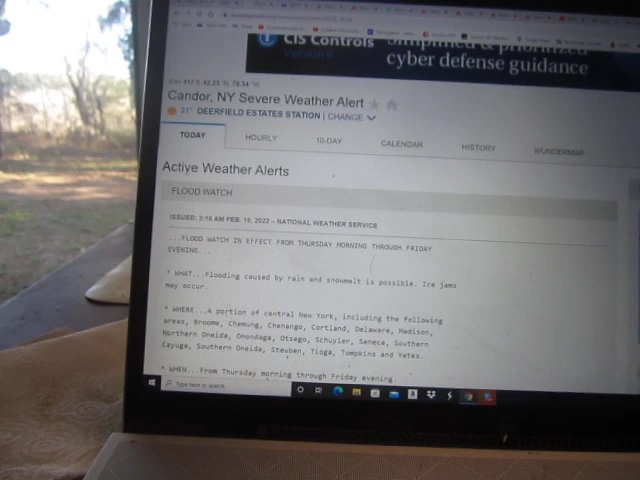 CIS Controls
Simplified & prioritized
cyber defense guidance
Candor, NY Severe Weather Alert
31° DEERFIELD ESTATES STATION | CHANGE
TODAY HOURLY 10-DAY CALENDAR HISTORY WUNDERMAP
Active Weather Alerts
FLOOD WATCH
ISSUED: 3:16 AM FEB. 16, 2022 – NATIONAL WEATHER SERVICE
...FLOOD WATCH IN EFFECT FROM THURSDAY MORNING THROUGH FRIDAY
EVENING...
* WHAT...Flooding caused by rain and snowmelt is possible. Ice jams
may occur.
* WHERE...A portion of central New York, including the following
areas, Broome, Chemung, Chenango, Cortland, Delaware, Madison,
Northern Oneida, Onondaga, Otsego, Schuyler, Seneca, Southern
Cayuga, Southern Oneida, Steuben, Tioga, Tompkins and Yates.
* WHEN...From Thursday morning through Friday evening.
Type here to search